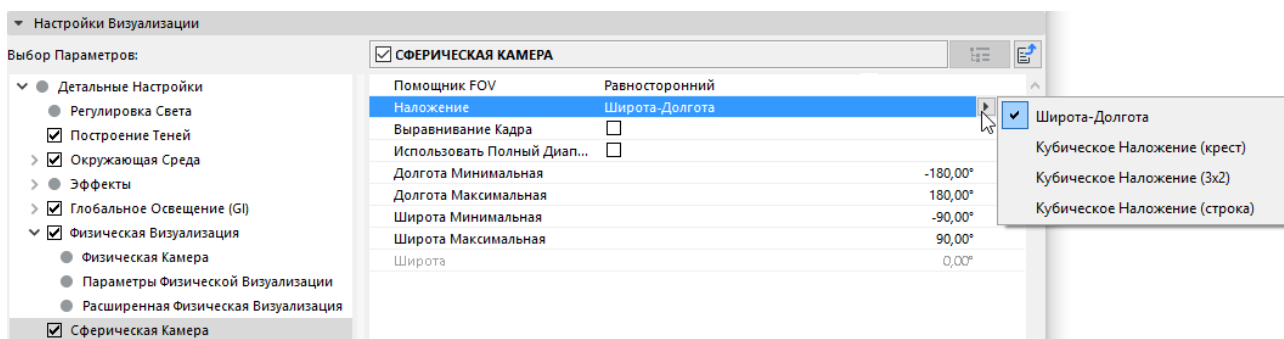 Настройки Визуализации
Выбор Параметров:
СФЕРИЧЕСКАЯ КАМЕРА
Детальные Настройки
Регулировка Света
Построение Теней
Окружающая Среда
Эффекты
Глобальное Освещение (GI)
Физическая Визуализация
Физическая Камера
Параметры Физической Визуализации
Расширенная Физическая Визуализация
Сферическая Камера
Помощник FOV Равносторонний
Наложение Широта-Долгота
Выравнивание Кадра
Использовать Полный Диап...
Долгота Минимальная -180,00°
Долгота Максимальная 180,00°
Широта Минимальная -90,00°
Широта Максимальная 90,00°
Широта 0,00°
Широта-Долгота
Кубическое Наложение (крест)
Кубическое Наложение (3x2)
Кубическое Наложение (строка)